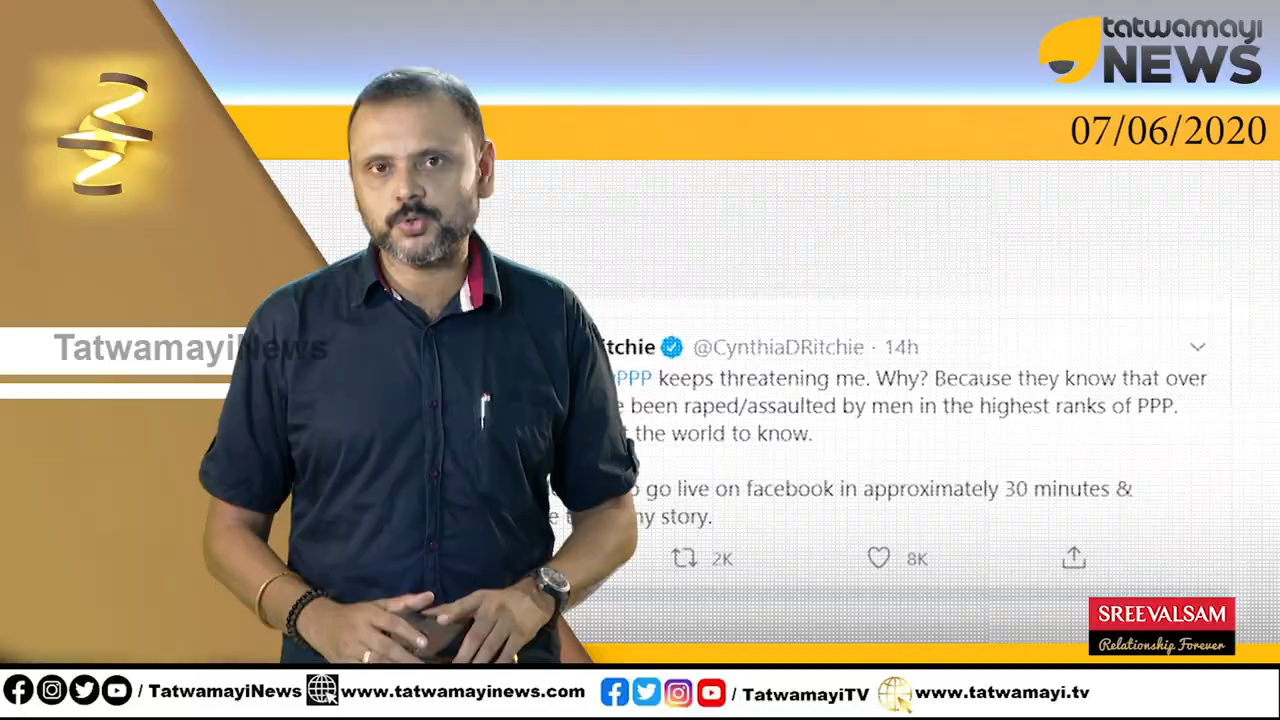 tatwamayi
NEWS
07/06/2020
TatwamayiNews
itchie @CynthiaDRitchie · 14h
PPP keeps threatening me. Why? Because they know that over
been raped/assaulted by men in the highest ranks of PPP.
the world to know.
go live on facebook in approximately 30 minutes &
story.
2K
8K
SREEVALSAM
Relationship Forever
/ TatwamayiNews www.tatwamayinews.com / TatwamayiTV www.tatwamayi.tv